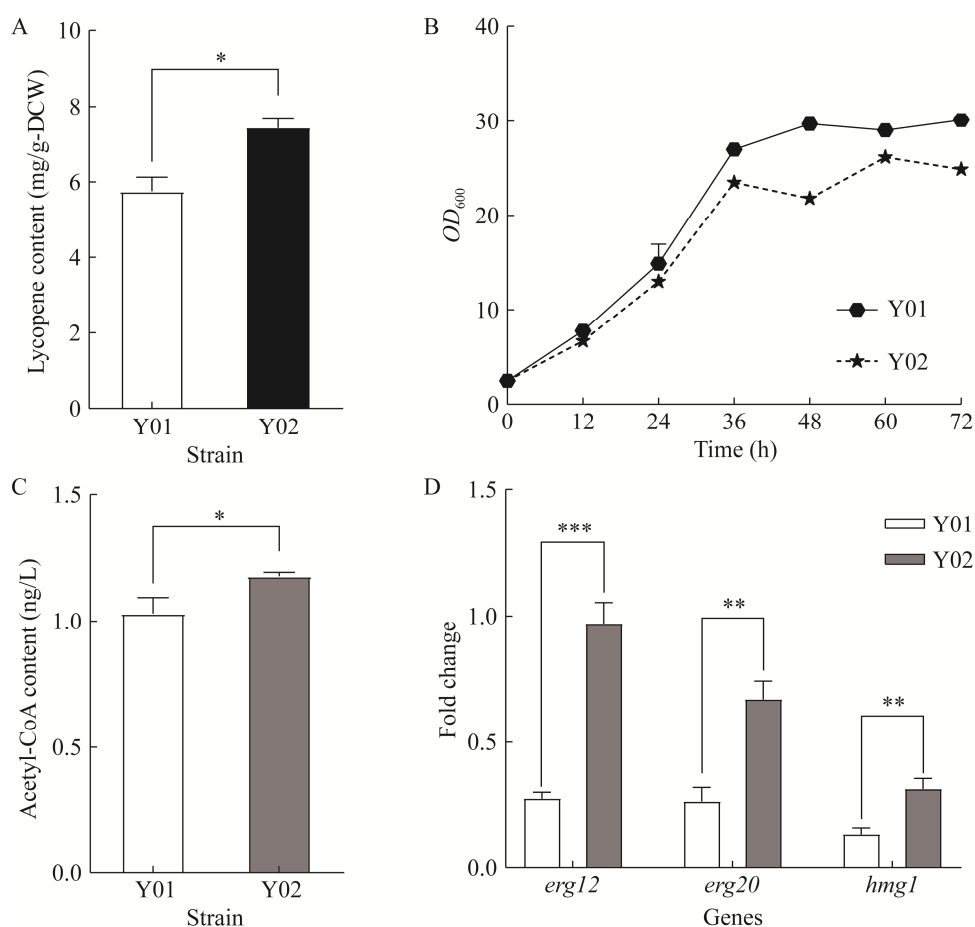 A
Lycopene content (mg/g-DCW)
10
8
6
4
2
0
*
Y01 Y02
Strain
B
OD600
40
30
20
10
0
Y01
Y02
0 12 24 36 48 60 72
Time (h)
C
Acetyl-CoA content (ng/L)
1.5
1.0
0.5
0.0
*
Y01 Y02
Strain
D
Fold change
1.5
1.0
0.5
0.0
***
**
**
Y01
Y02
erg12 erg20 hmg1
Genes